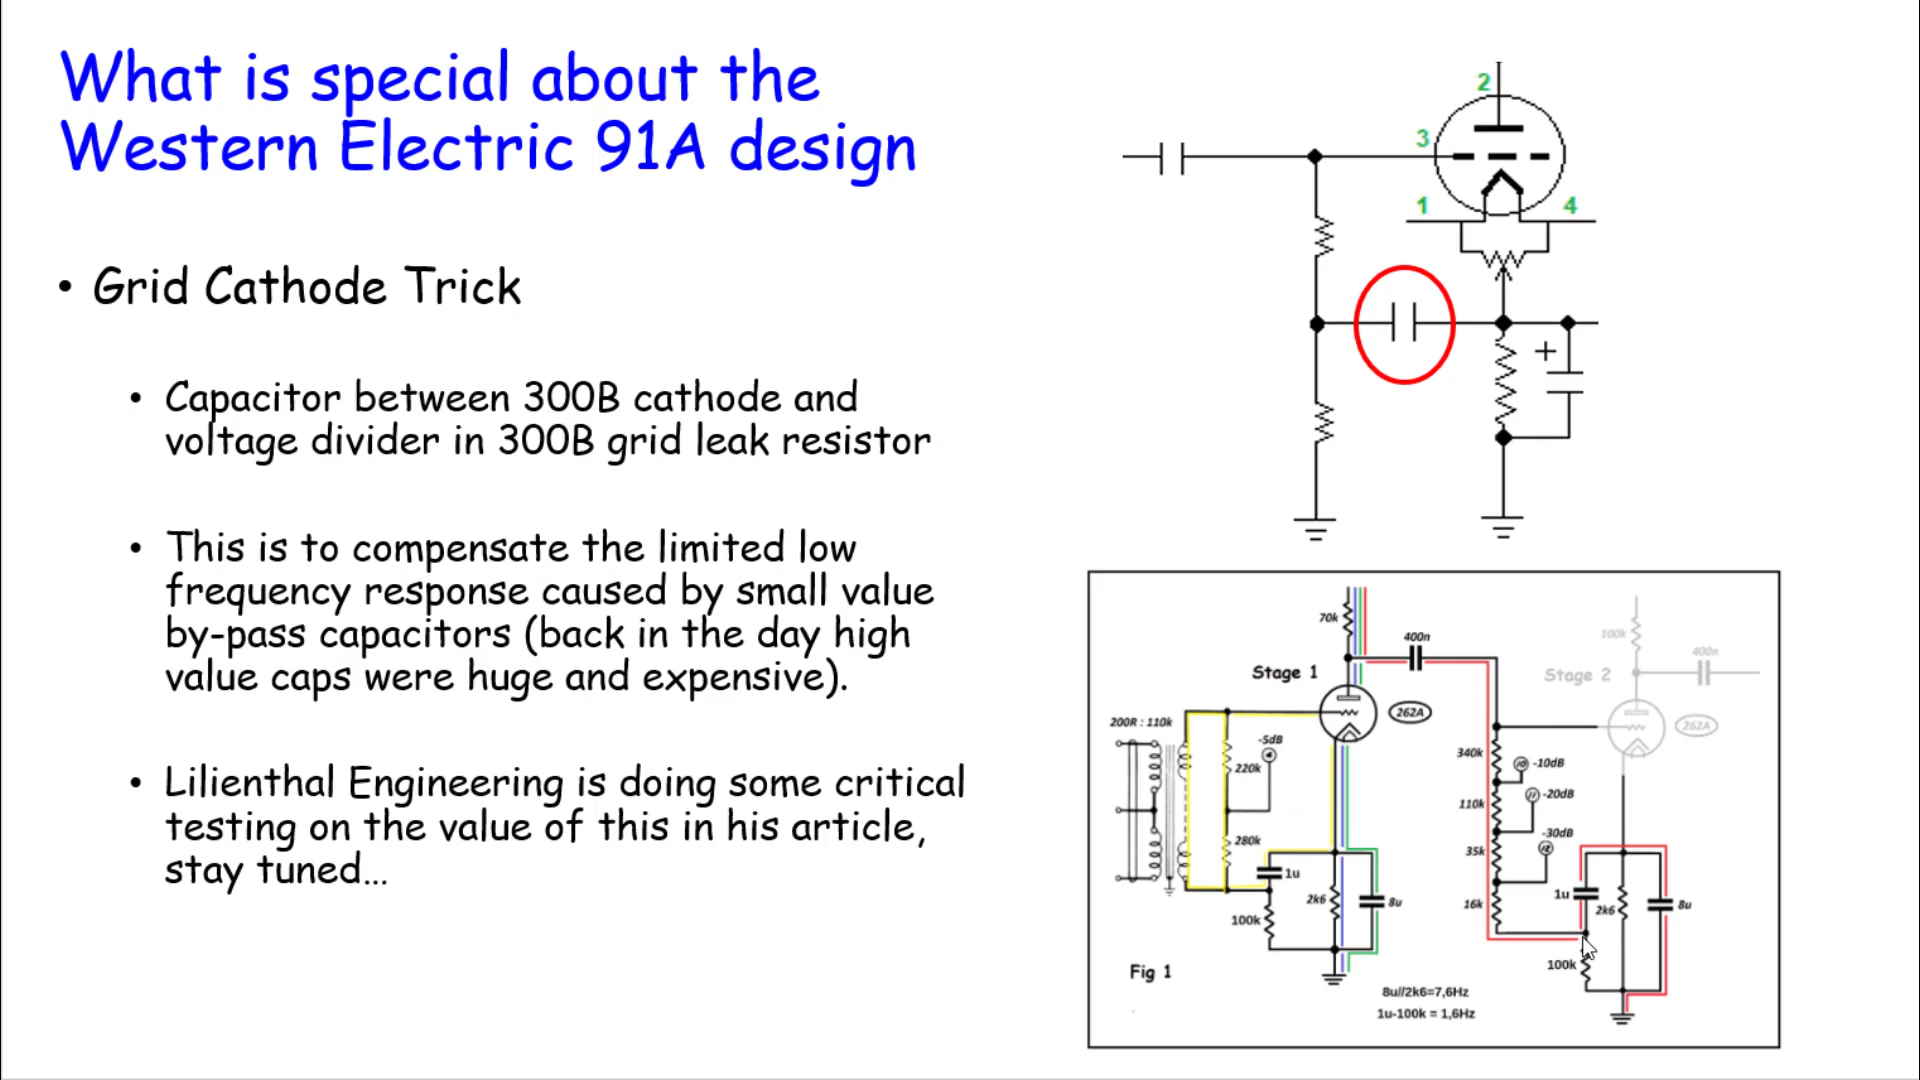 What is special about the
Western Electric 91A design
• Grid Cathode Trick
• Capacitor between 300B cathode and
voltage divider in 300B grid leak resistor
• This is to compensate the limited low
frequency response caused by small value
by-pass capacitors (back in the day high
value caps were huge and expensive).
• Lilienthal Engineering is doing some critical
testing on the value of this in his article,
stay tuned...
2
3
1
4
+
70k
400n
Stage 1
262A
200R : 110k
-5dB
220k
280k
1u
2k6
8u
100k
Fig 1
100k
400n
Stage 2
262A
340k
-10dB
110k
-20dB
-30dB
35k
16k
1u
2k6
8u
100k
8u//2k6=7,6Hz
1u-100k = 1,6Hz